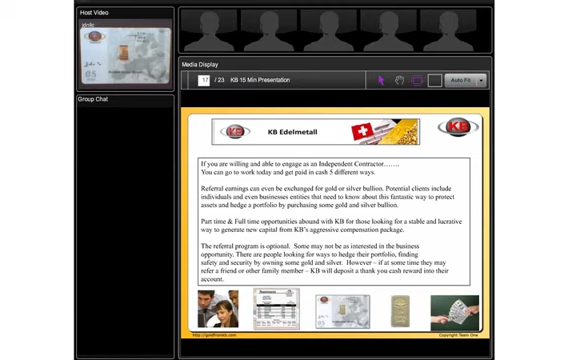 Host Video
Group Chat
Media Display
17 / 23 KB 15 Min Presentation
Auto Fit
KB
KB Edelmetall
KB
If you are willing and able to engage as an Independent Contractor…….
You can go to work today and get paid in cash 5 different ways.
Referral earnings can even be exchanged for gold or silver bullion. Potential clients include
individuals and even businesses entities that need to know about this fantastic way to protect
assets and hedge a portfolio by purchasing some gold and silver bullion.
Part time & Full time opportunities abound with KB for those looking for a stable and lucrative
way to generate new capital from KB's aggressive compensation package.
The referral program is optional. Some may not be as interested in the business
opportunity. There are people looking for ways to hedge their portfolio, finding
safety and security by owning some gold and silver. However – if at some time they may
refer a friend or other family member – KB will deposit a thank you cash reward into their
account.
Copyright Team One